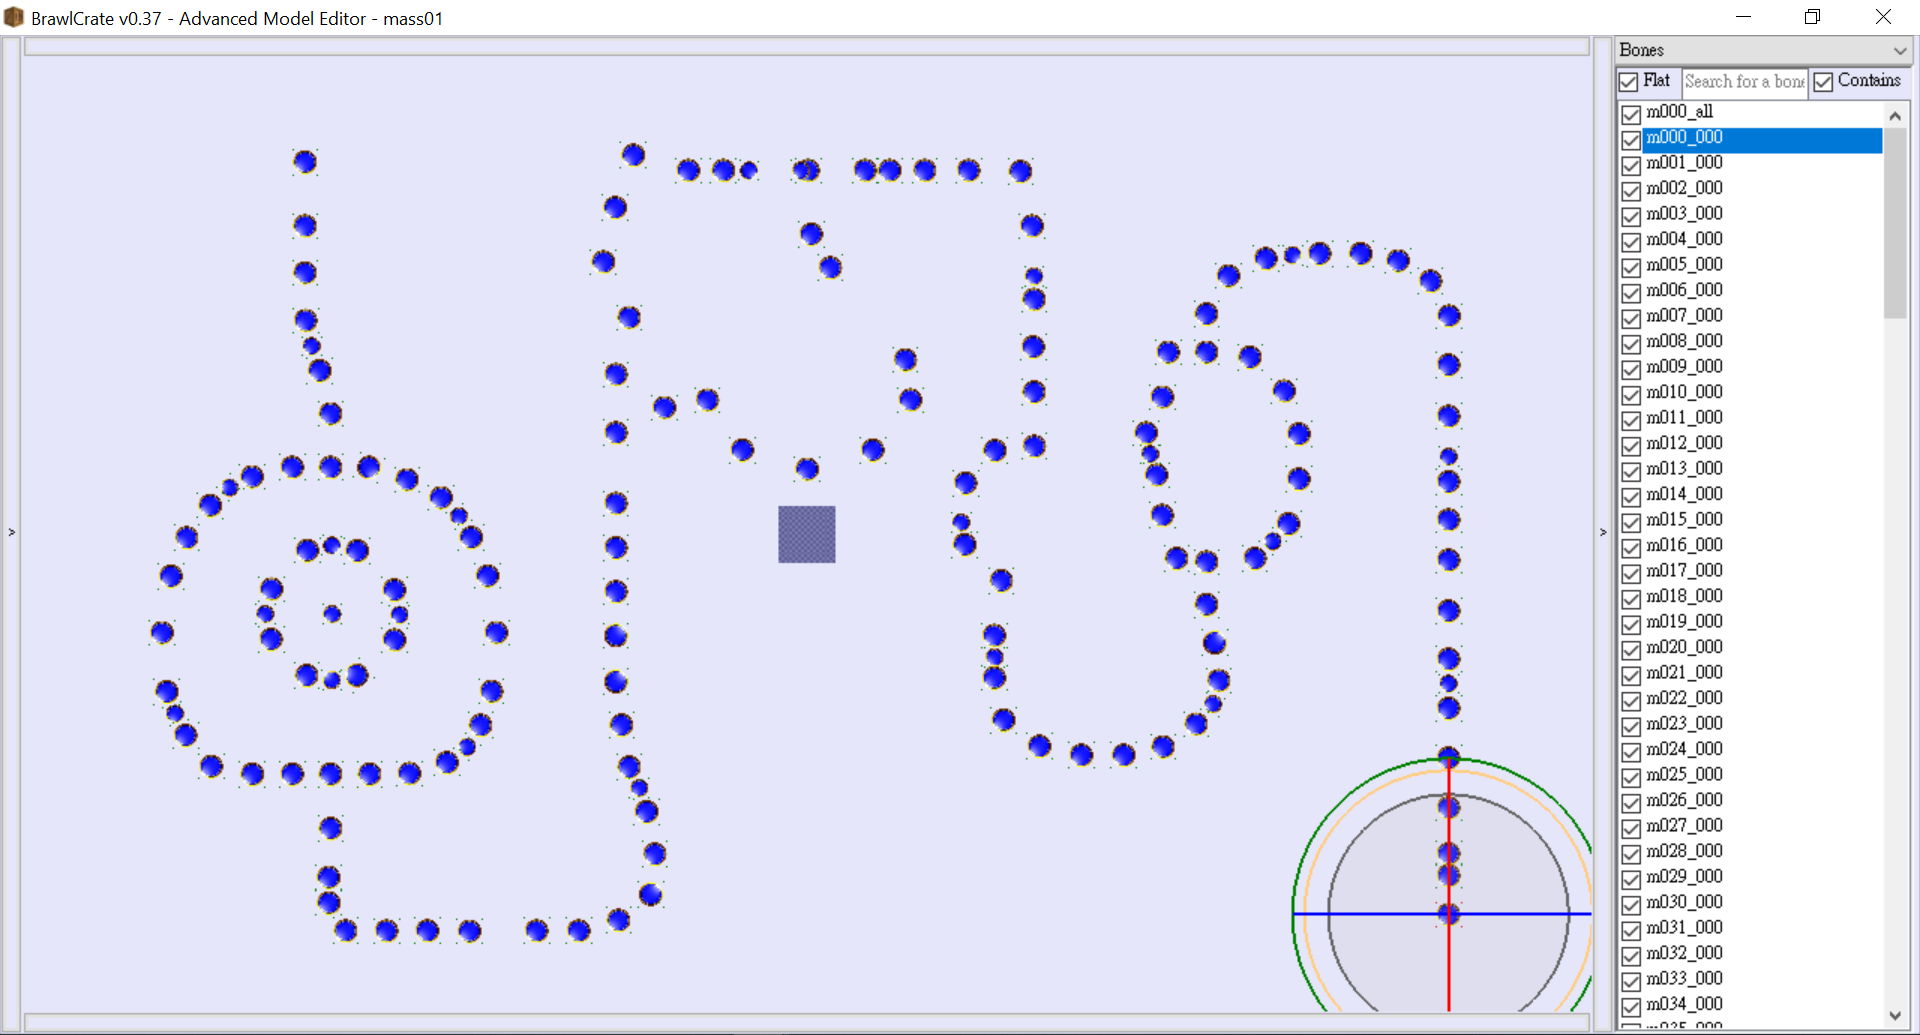 BrawlCrate v0.37 - Advanced Model Editor - mass01
Bones
Flat
Search for a bone
Contains
m000_all
m000_000
m001_000
m002_000
m003_000
m004_000
m005_000
m006_000
m007_000
m008_000
m009_000
m010_000
m011_000
m012_000
m013_000
m014_000
m015_000
m016_000
m017_000
m018_000
m019_000
m020_000
m021_000
m022_000
m023_000
m024_000
m025_000
m026_000
m027_000
m028_000
m029_000
m030_000
m031_000
m032_000
m033_000
m034_000
m035_000
>
>